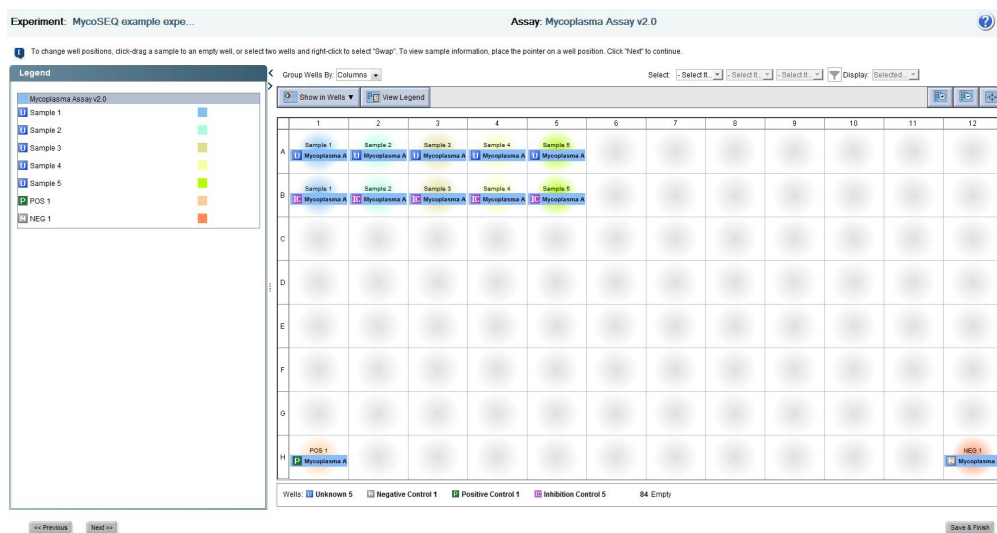 Experiment: MycoSEQ example expe... Assay: Mycoplasma Assay v2.0 ?
To change well positions, click-drag a sample to an empty well, or select two wells and right-click to select "Swap". To view sample information, place the pointer on a well position. Click "Next" to continue.
Legend
Mycoplasma Assay v2.0
U Sample 1
U Sample 2
U Sample 3
U Sample 4
U Sample 5
P POS 1
N NEG 1
Group Wells By: Columns Select: - Select It... - Select It... - Select It... Display: Selected...
Show in Wells View Legend
1 2 3 4 5 6 7 8 9 10 11 12
Sample 1 Sample 2 Sample 3 Sample 4 Sample 5
A U Mycoplasma A U Mycoplasma A U Mycoplasma A U Mycoplasma A U Mycoplasma A
Sample 1 Sample 2 Sample 3 Sample 4 Sample 5
B IC Mycoplasma A IC Mycoplasma A IC Mycoplasma A IC Mycoplasma A IC Mycoplasma A
C
D
E
F
G
POS 1 NEG 1
H P Mycoplasma A N Mycoplasma
Wells: U Unknown 5 N Negative Control 1 P Positive Control 1 IC Inhibition Control 5 84 Empty
<< Previous Next >> Save & Finish